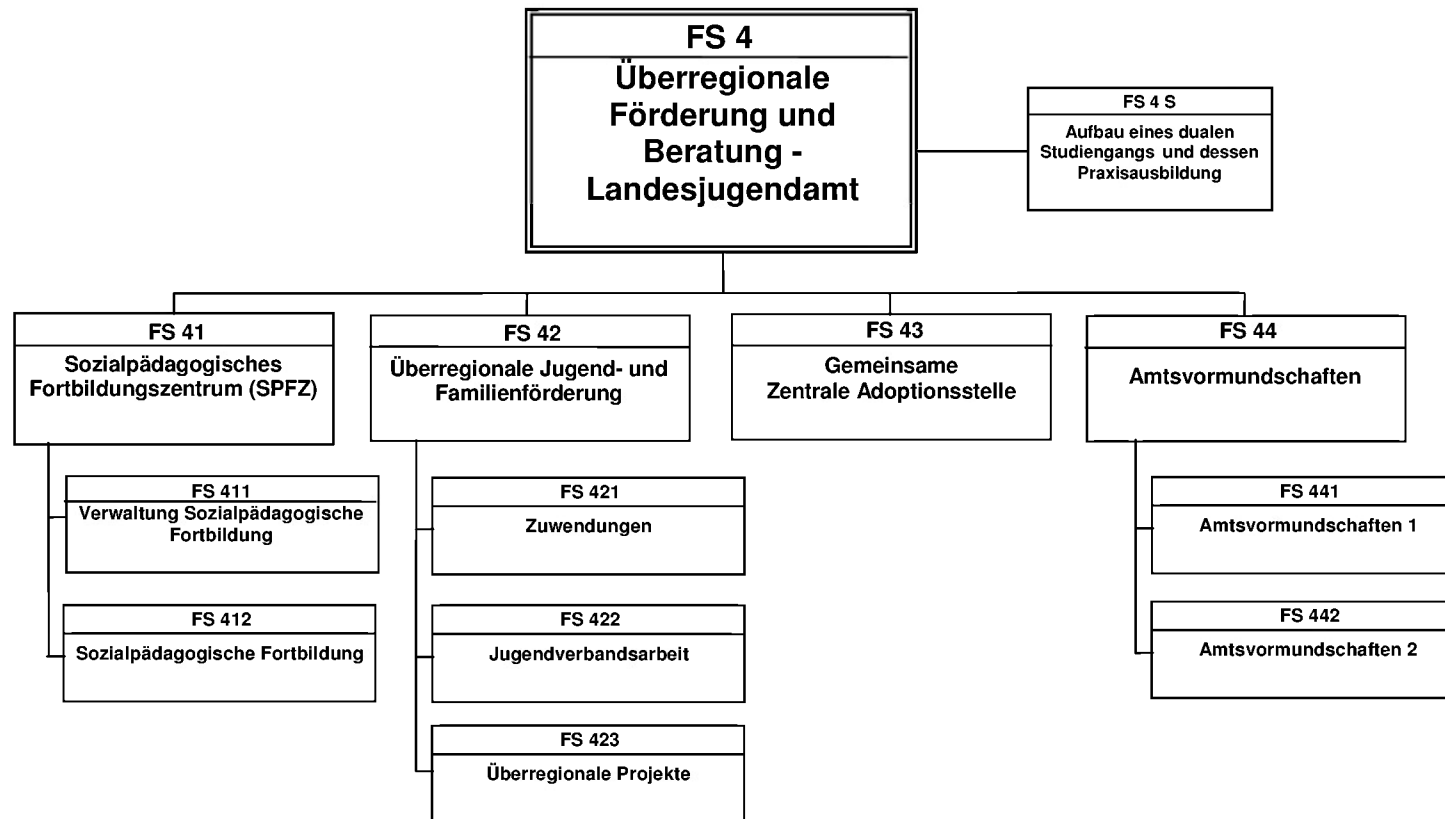 FS 4
Überregionale
Förderung und
Beratung -
Landesjugendamt
FS 4 S
Aufbau eines dualen
Studiengangs und dessen
Praxisausbildung
FS 41
Sozialpädagogisches
Fortbildungszentrum (SPFZ)
FS 42
Überregionale Jugend- und
Familienförderung
FS 43
Gemeinsame
Zentrale Adoptionsstelle
FS 44
Amtsvormundschaften
FS 411
Verwaltung Sozialpädagogische
Fortbildung
FS 412
Sozialpädagogische Fortbildung
FS 421
Zuwendungen
FS 422
Jugendverbandsarbeit
FS 423
Überregionale Projekte
FS 441
Amtsvormundschaften 1
FS 442
Amtsvormundschaften 2